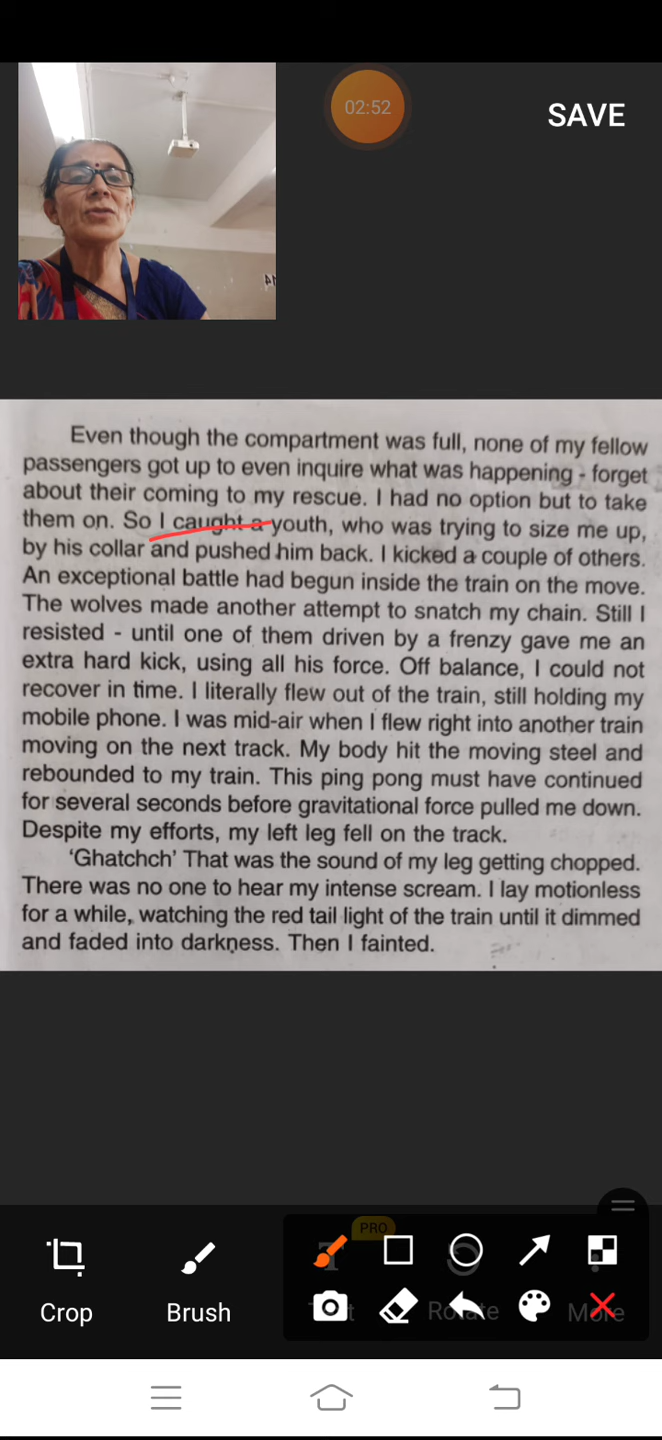 02:52
SAVE
Even though the compartment was full, none of my fellow
passengers got up to even inquire what was happening - forget
about their coming to my rescue. I had no option but to take
them on. So I caught a youth, who was trying to size me up,
by his collar and pushed him back. I kicked a couple of others.
An exceptional battle had begun inside the train on the move.
The wolves made another attempt to snatch my chain. Still I
resisted - until one of them driven by a frenzy gave me an
extra hard kick, using all his force. Off balance, I could not
recover in time. I literally flew out of the train, still holding my
mobile phone. I was mid-air when I flew right into another train
moving on the next track. My body hit the moving steel and
rebounded to my train. This ping pong must have continued
for several seconds before gravitational force pulled me down.
Despite my efforts, my left leg fell on the track.
‘Ghatchch’ That was the sound of my leg getting chopped.
There was no one to hear my intense scream. I lay motionless
for a while, watching the red tail light of the train until it dimmed
and faded into darkness. Then I fainted.
PRO
Crop Brush Rotate More